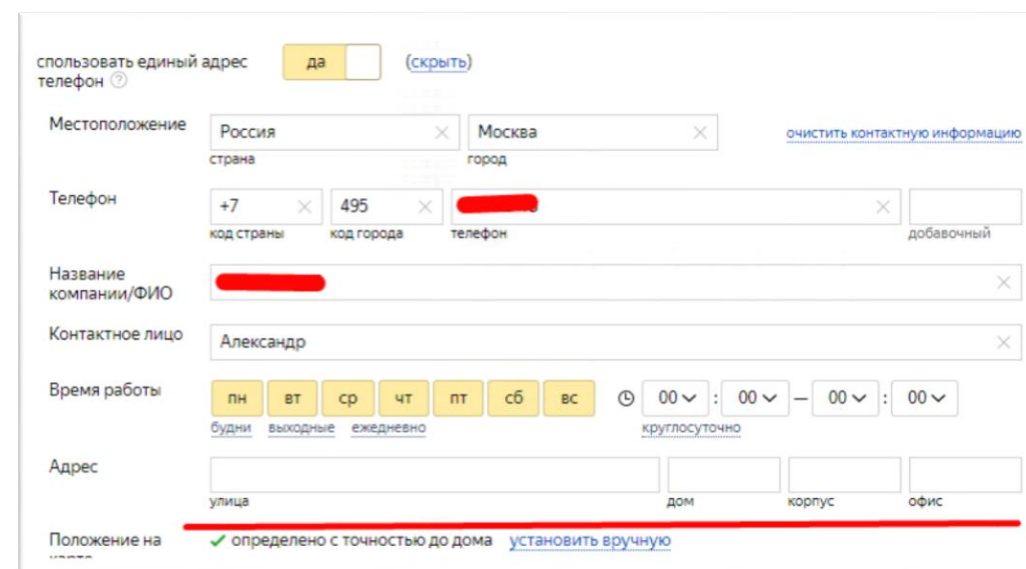 спользовать единый адрес да (скрыть)
телефон ?
Местоположение Россия Москва очистить контактную информацию
страна город
Телефон +7 495
код страны код города телефон добавочный
Название
компании/ФИО
Контактное лицо Александр
Время работы пн вт ср чт пт сб вс 00 : 00 — 00 : 00
будни выходные ежедневно круглосуточно
Адрес
улица дом корпус офис
Положение на определено с точностью до дома установить вручную